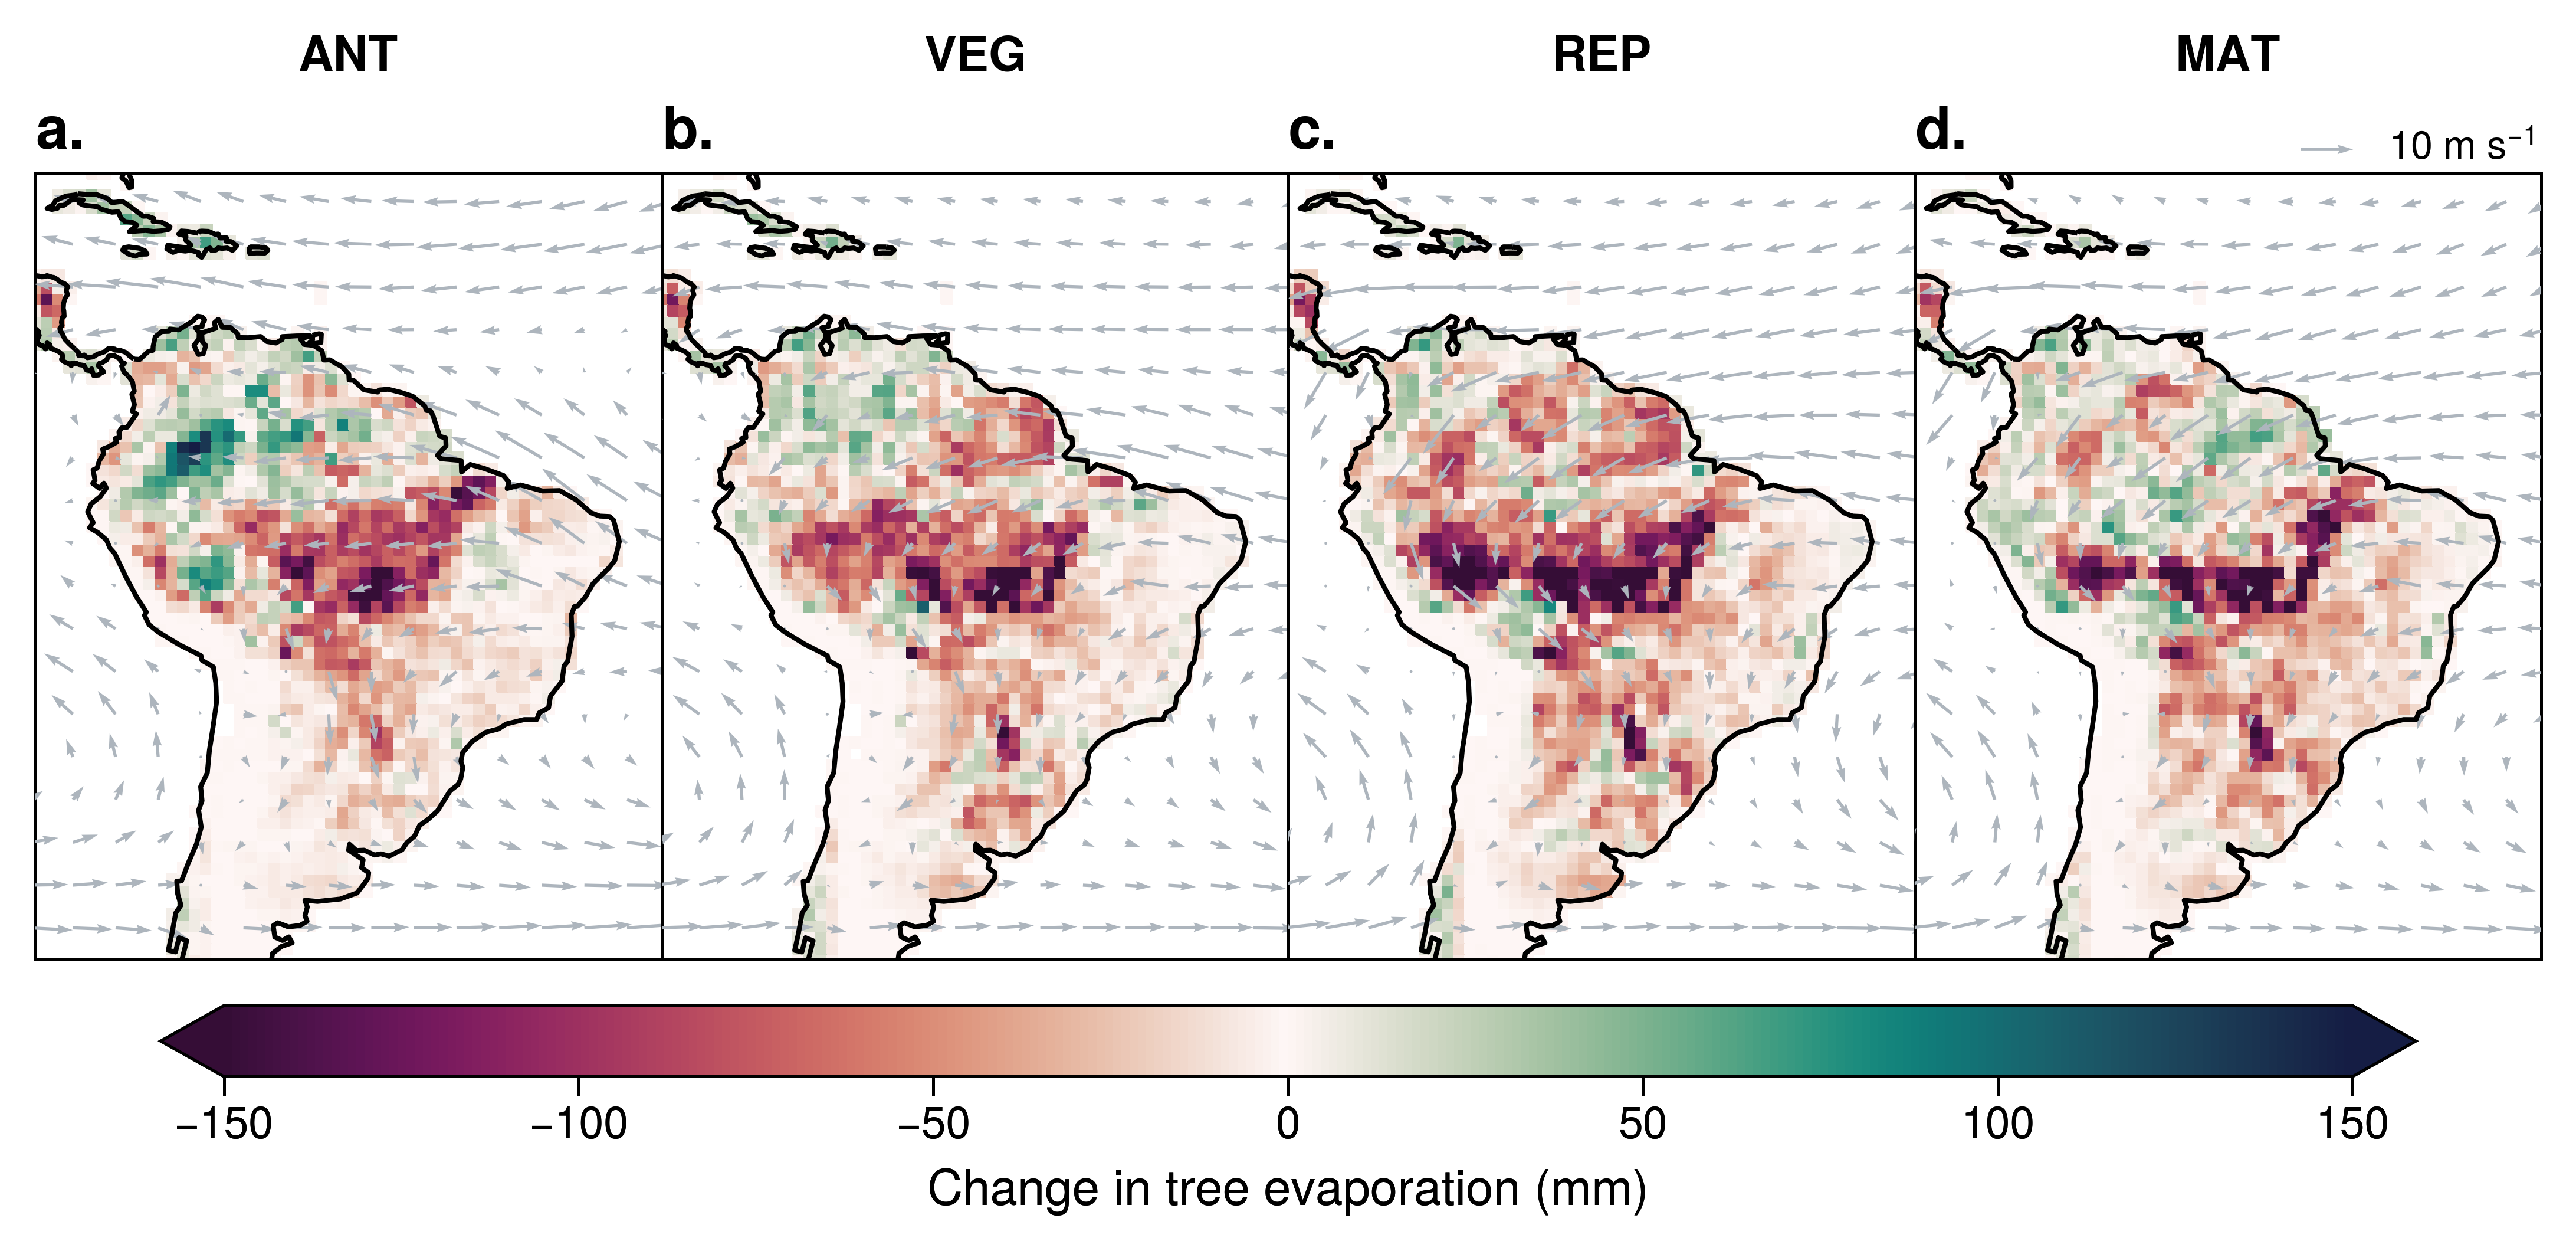 ANT VEG REP MAT
a. b. c. d. 10 m s⁻¹
−150 −100 −50 0 50 100 150
Change in tree evaporation (mm)